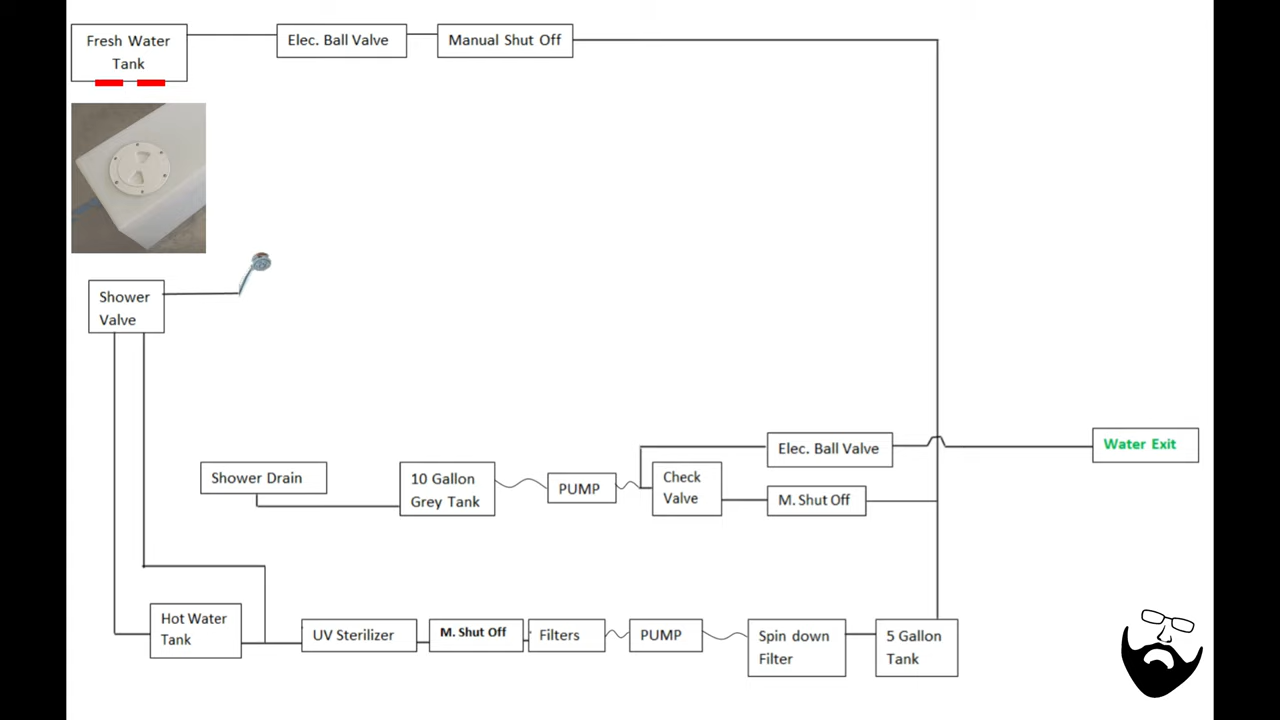 Fresh Water
Tank
Elec. Ball Valve
Manual Shut Off
Shower
Valve
Elec. Ball Valve
Water Exit
Shower Drain
10 Gallon
Grey Tank
PUMP
Check
Valve
M. Shut Off
Hot Water
Tank
UV Sterilizer
M. Shut Off
Filters
PUMP
Spin down
Filter
5 Gallon
Tank